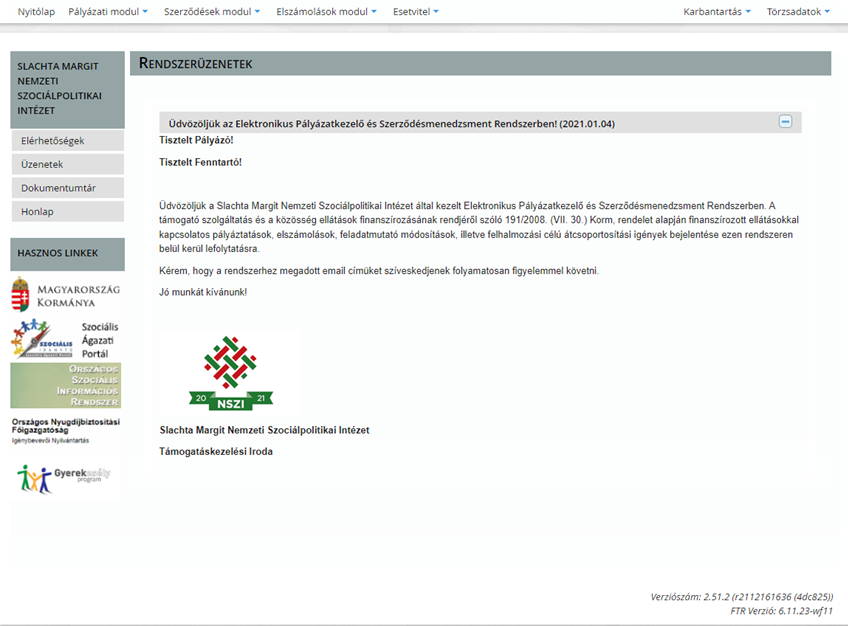 Nyitólap Pályázati modul Szerződések modul Elszámolások modul Esetvitel Karbantartás Törzsadatok
SLACHTA MARGIT
NEMZETI
SZOCIÁLPOLITIKAI
INTÉZET
Elérhetőségek
Üzenetek
Dokumentumtár
Honlap
HASZNOS LINKEK
MAGYARORSZÁG
KORMÁNYA
SZOCIÁLIS
Szociális
Ágazati
Portál
ORSZÁGOS
SZOCIÁLIS
INFORMÁCIÓS
RENDSZER
Országos Nyugdíjbiztosítási
Főigazgatóság
Igénybevevői Nyilvántartás
Gyerekesély
program
RENDSZERÜZENETEK
Üdvözöljük az Elektronikus Pályázatkezelő és Szerződésmenedzsment Rendszerben! (2021.01.04)
Tisztelt Pályázó!
Tisztelt Fenntartó!
Üdvözöljük a Slachta Margit Nemzeti Szociálpolitikai Intézet által kezelt Elektronikus Pályázatkezelő és Szerződésmenedzsment Rendszerben. A
támogató szolgáltatás és a közösség ellátások finanszírozásának rendjéről szóló 191/2008. (VII. 30.) Korm, rendelet alapján finanszírozott ellátásokkal
kapcsolatos pályáztatások, elszámolások, feladatmutató módosítások, illetve felhalmozási célú átcsoportosítási igények bejelentése ezen rendszeren
belül kerül lefolytatásra.
Kérem, hogy a rendszerhez megadott email címüket szíveskedjenek folyamatosan figyelemmel követni.
Jó munkát kívánunk!
20 NSZI 21
Slachta Margit Nemzeti Szociálpolitikai Intézet
Támogatáskezelési Iroda
Verziószám: 2.51.2 (r2112161636 (4dc825))
FTR Verzió: 6.11.23-wf11